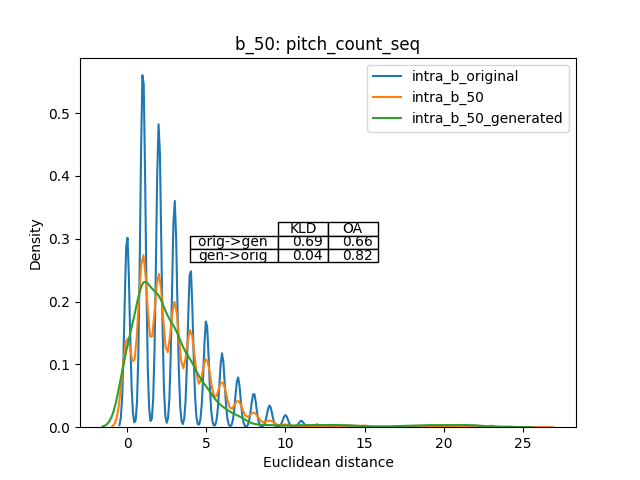 b_50: pitch_count_seq
intra_b_original
intra_b_50
intra_b_50_generated
KLD OA
orig->gen 0.69 0.66
gen->orig 0.04 0.82
Density
0.5
0.4
0.3
0.2
0.1
0.0
0 5 10 15 20 25
Euclidean distance